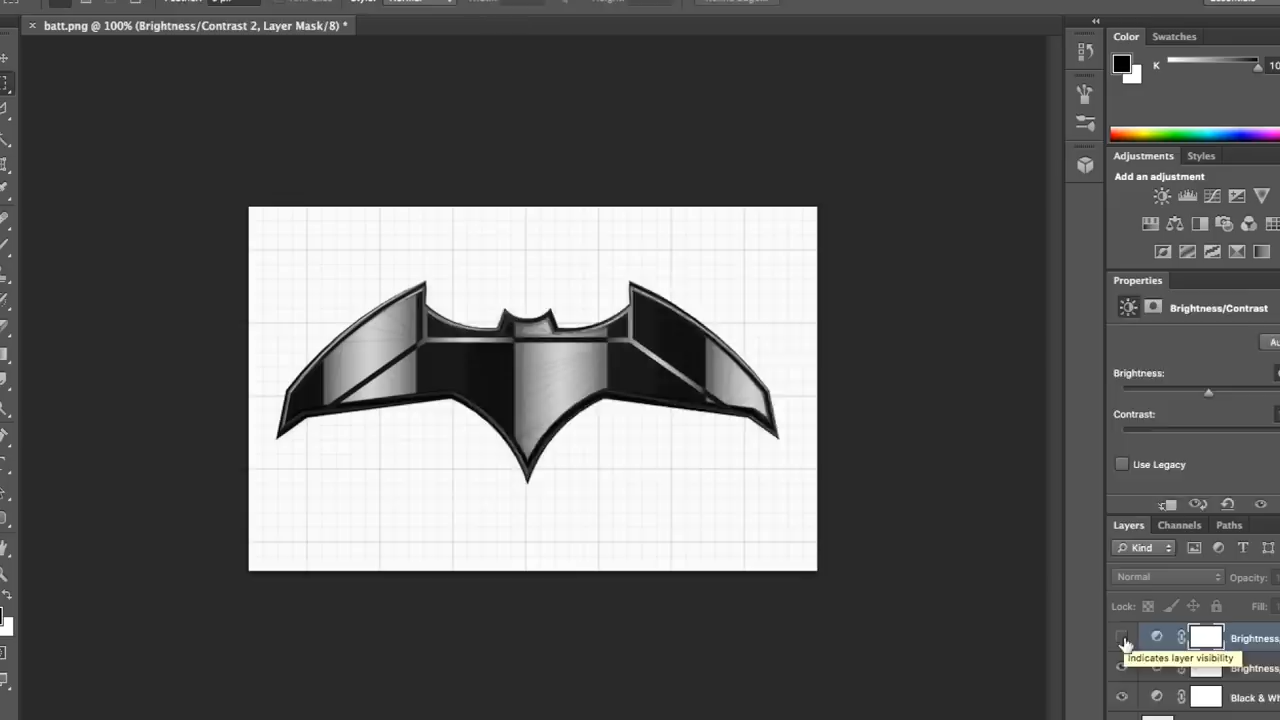 batt.png @ 100% (Brightness/Contrast 2, Layer Mask/8) *
Color Swatches
K 10
Adjustments Styles
Add an adjustment
Properties
Brightness/Contrast
Au
Brightness:
Contrast:
Use Legacy
Layers Channels Paths
Kind T
Normal Opacity:
Lock: Fill:
Brightness
Indicates layer visibility
Brightness
Black & Wh